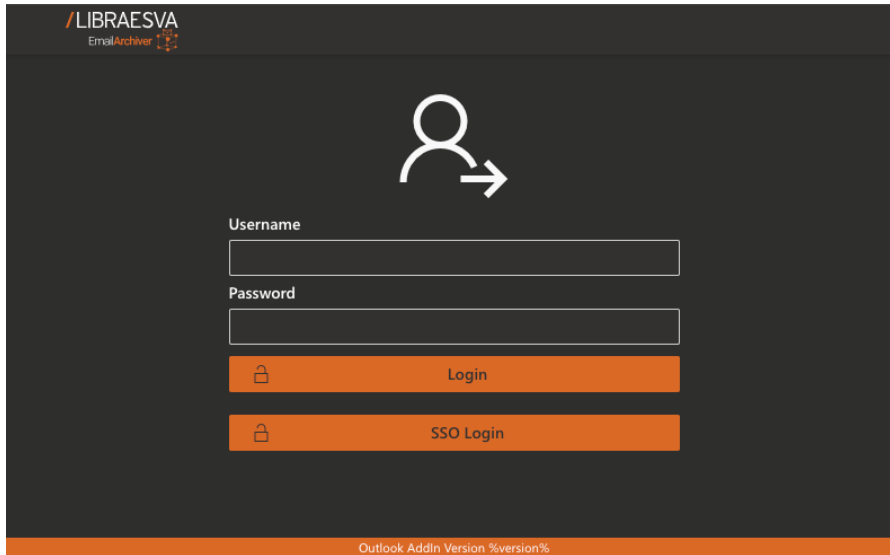 /LIBRAESVA
EmailArchiver
Username
Password
Login
SSO Login
Outlook AddIn Version %version%